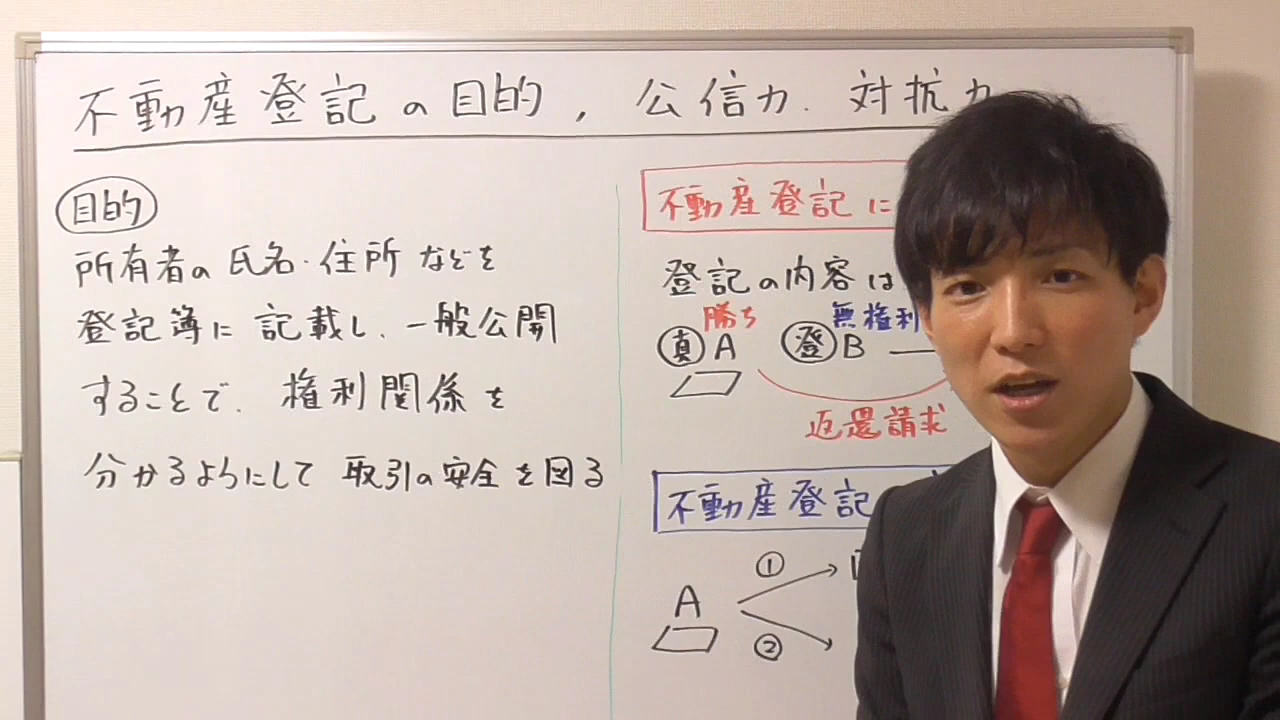 不動産登記の目的, 公信力. 対抗力
目的
所有者の氏名・住所などを
登記簿に記載し、一般公開
することで、権利関係を
分かるようにして取引の安全を図る
不動産登記に
登記の内容は
勝ち 無権利
真 A 登 B
返還請求
不動産登記
①
A
②